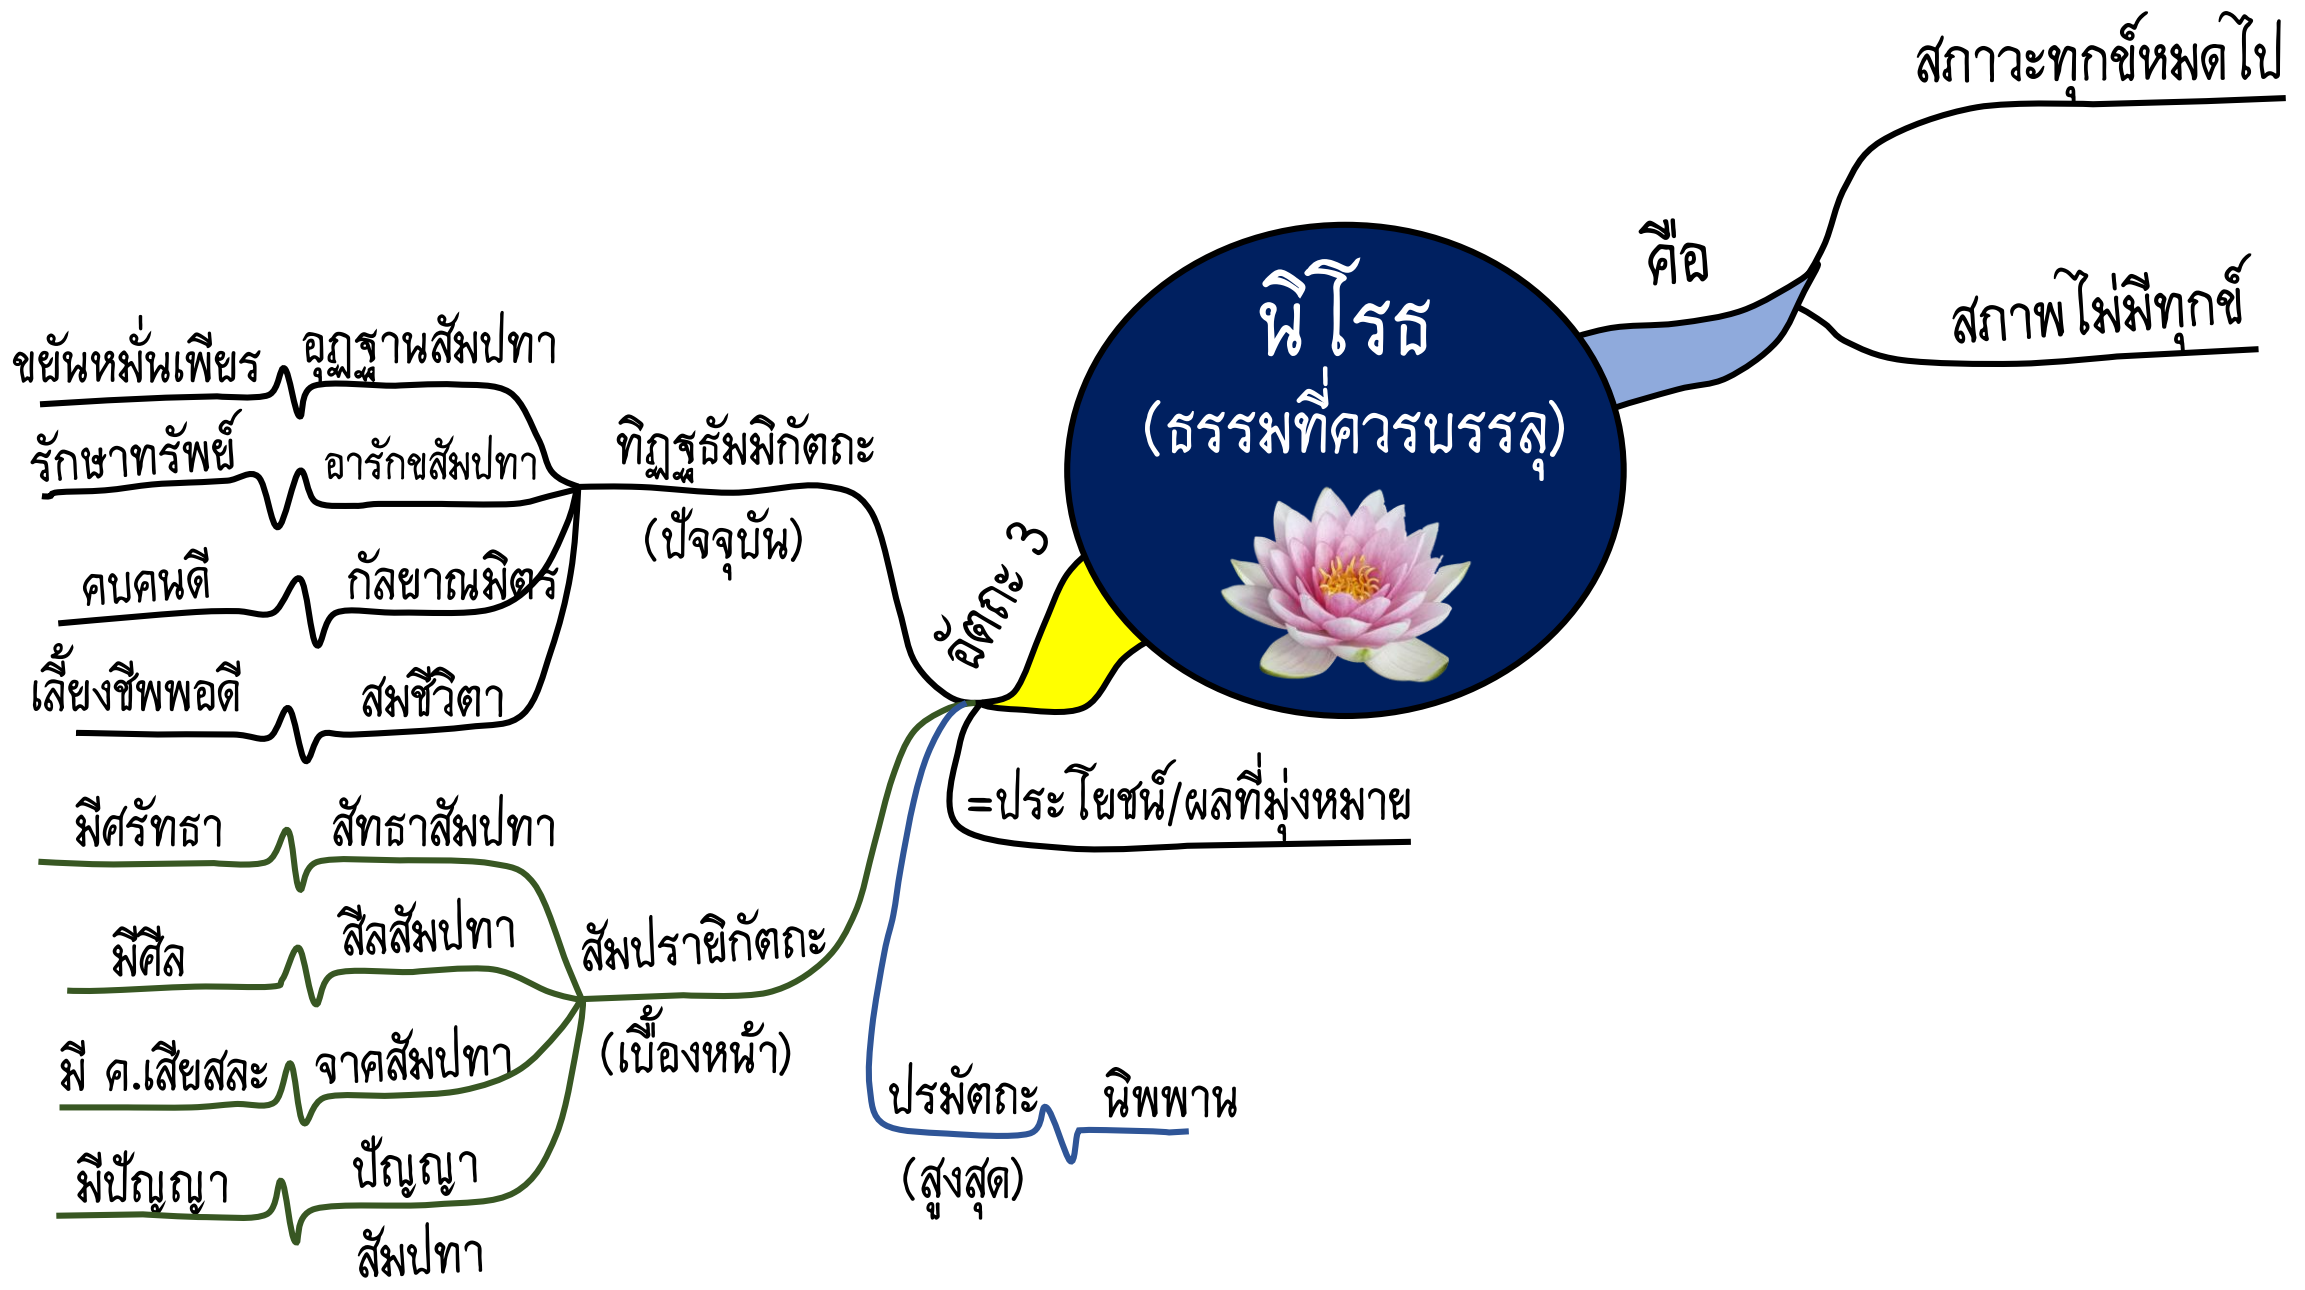 นิโรธ
(ธรรมที่ควรบรรลุ)
คือ
สภาวะทุกข์หมดไป
สภาพไม่มีทุกข์
อัตถะ 3
=ประโยชน์/ผลที่มุ่งหมาย
ทิฏฐธัมมิกัตถะ
(ปัจจุบัน)
อุฏฐานสัมปทา
ขยันหมั่นเพียร
อารักขสัมปทา
รักษาทรัพย์
กัลยาณมิตร
คบคนดี
สมชีวิตา
เลี้ยงชีพพอดี
สัมปรายิกัตถะ
(เบื้องหน้า)
สัทธาสัมปทา
มีศรัทธา
สีลสัมปทา
มีศีล
จาคสัมปทา
มี ค.เสียสละ
ปัญญา
สัมปทา
มีปัญญา
ปรมัตถะ
(สูงสุด)
นิพพาน